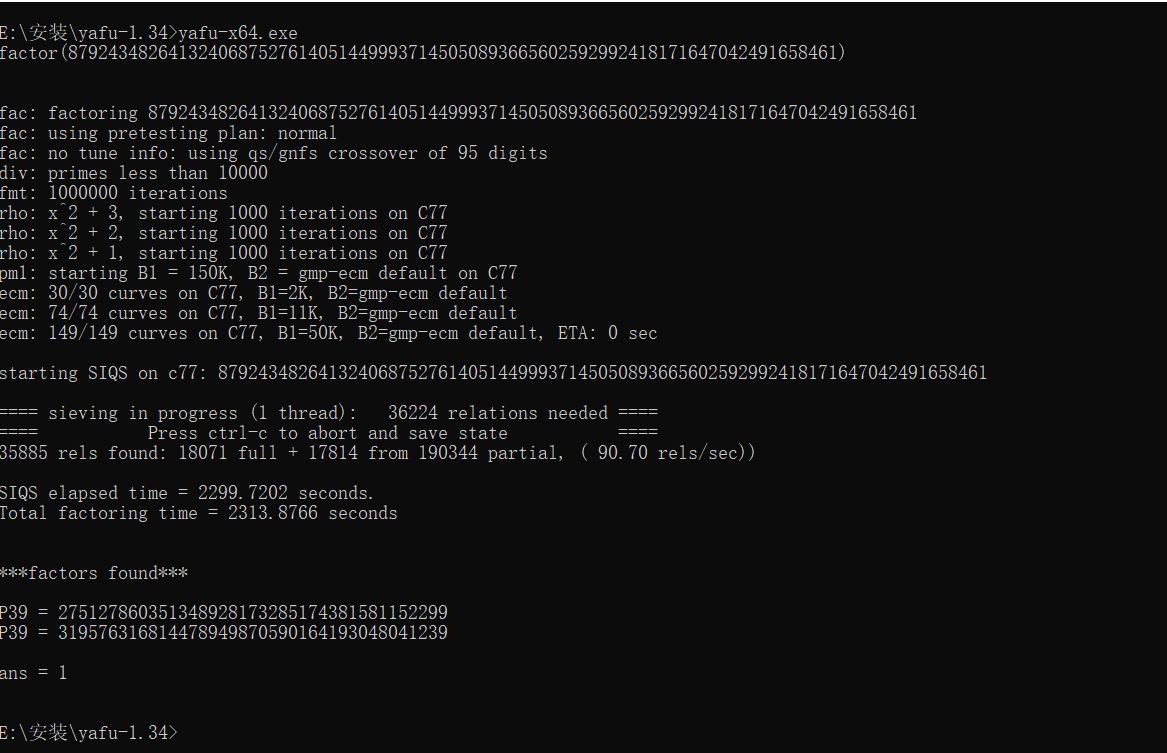 E:\安装\yafu-1.34>yafu-x64.exe
factor(87924348264132406875276140514499937145050893665602592992418171647042491658461)
fac: factoring 87924348264132406875276140514499937145050893665602592992418171647042491658461
fac: using pretesting plan: normal
fac: no tune info: using qs/gnfs crossover of 95 digits
div: primes less than 10000
fmt: 1000000 iterations
rho: x^2 + 3, starting 1000 iterations on C77
rho: x^2 + 2, starting 1000 iterations on C77
rho: x^2 + 1, starting 1000 iterations on C77
pm1: starting B1 = 150K, B2 = gmp-ecm default on C77
ecm: 30/30 curves on C77, B1=2K, B2=gmp-ecm default
ecm: 74/74 curves on C77, B1=11K, B2=gmp-ecm default
ecm: 149/149 curves on C77, B1=50K, B2=gmp-ecm default, ETA: 0 sec
starting SIQS on c77: 87924348264132406875276140514499937145050893665602592992418171647042491658461
==== sieving in progress (1 thread):   36224 relations needed ====
====           Press ctrl-c to abort and save state           ====
35885 rels found: 18071 full + 17814 from 190344 partial, ( 90.70 rels/sec))
SIQS elapsed time = 2299.7202 seconds.
Total factoring time = 2313.8766 seconds
***factors found***
P39 = 275127860351348928173285174381581152299
P39 = 319576316814478949870590164193048041239
ans = 1
E:\安装\yafu-1.34>